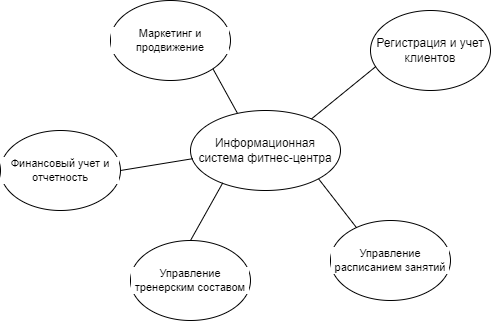 Маркетинг и
продвижение
Регистрация и учет
клиентов
Информационная
система фитнес-центра
Финансовый учет и
отчетность
Управление
тренерским составом
Управление
расписанием занятий